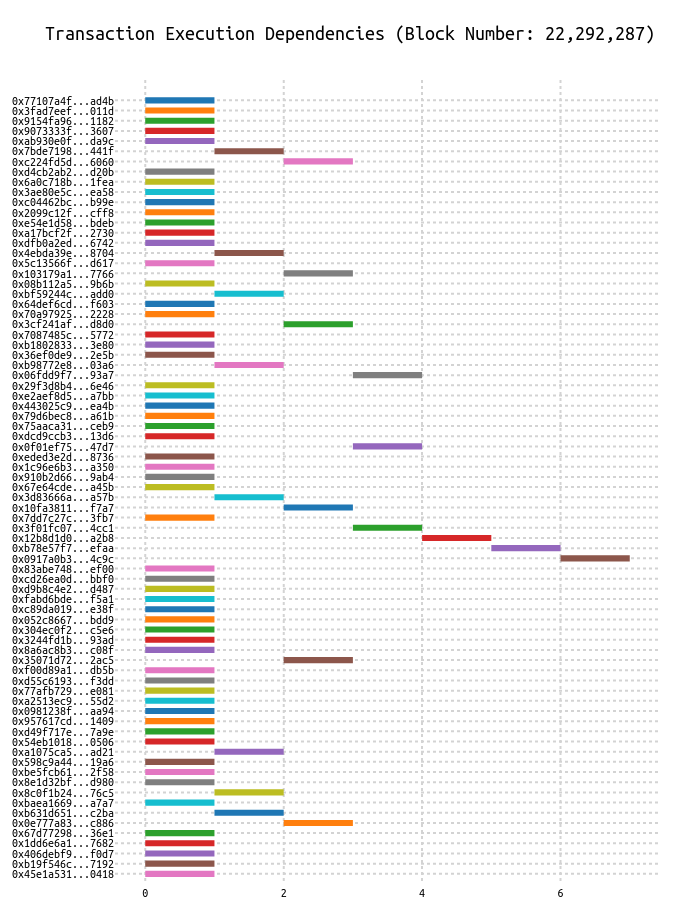 Transaction Execution Dependencies (Block Number: 22,292,287)
0x77107a4f...ad4b
0x3fad7eef...011d
0x9154fa96...1182
0x9073333f...3607
0xab930e0f...da9c
0x7bde7198...441f
0xc224fd5d...6060
0xd4cb2ab2...d20b
0x6a0c718b...1fea
0x3ae80e5c...ea58
0xc04462bc...b99e
0x2099c12f...cff8
0xe54e1d58...bdeb
0xa17bcf2f...2730
0xdfb0a2ed...6742
0x4ebda39e...8704
0x5c13566f...d617
0x103179a1...7766
0x08b112a5...9b6b
0xbf59244c...add0
0x64def6cd...f603
0x70a97925...2228
0x3cf241af...d8d0
0x7087485c...5772
0xb1802833...3e80
0x36ef0de9...2e5b
0xb98772e8...03a6
0x06fdd9f7...93a7
0x29f3d8b4...6e46
0xe2aef8d5...a7bb
0x443025c9...ea4b
0x79d6bec8...a61b
0x75aaca31...ceb9
0xdcd9ccb3...13d6
0x0f01ef75...47d7
0xeded3e2d...8736
0x1c96e6b3...a350
0x910b2d66...9ab4
0x67e64cde...a45b
0x3d83666a...a57b
0x10fa3811...f7a7
0x7dd7c27c...3fb7
0x3f01fc07...4cc1
0x12b8d1d0...a2b8
0xb78e57f7...efaa
0x0917a0b3...4c9c
0x83abe748...ef00
0xcd26ea0d...bbf0
0xd9b8c4e2...d487
0xfabd6bde...f5a1
0xc89da019...e38f
0x052c8667...bdd9
0x304ec0f2...c5e6
0x3244fd1b...93ad
0x8a6ac8b3...c08f
0x35071d72...2ac5
0xf00d89a1...db5b
0xd55c6193...f3dd
0x77afb729...e081
0xa2513ec9...55d2
0x0981238f...aa94
0x957617cd...1409
0xd49f717e...7a9e
0x54eb1018...0506
0xa1075ca5...ad21
0x598c9a44...19a6
0xbe5fcb61...2f58
0x8e1d32bf...d980
0x8c0f1b24...76c5
0xbaea1669...a7a7
0xb631d651...c2ba
0x0e777a83...c886
0x67d77298...36e1
0x1dd6e6a1...7682
0x406debf9...f0d7
0xb19f546c...7192
0x45e1a531...0418
0 2 4 6